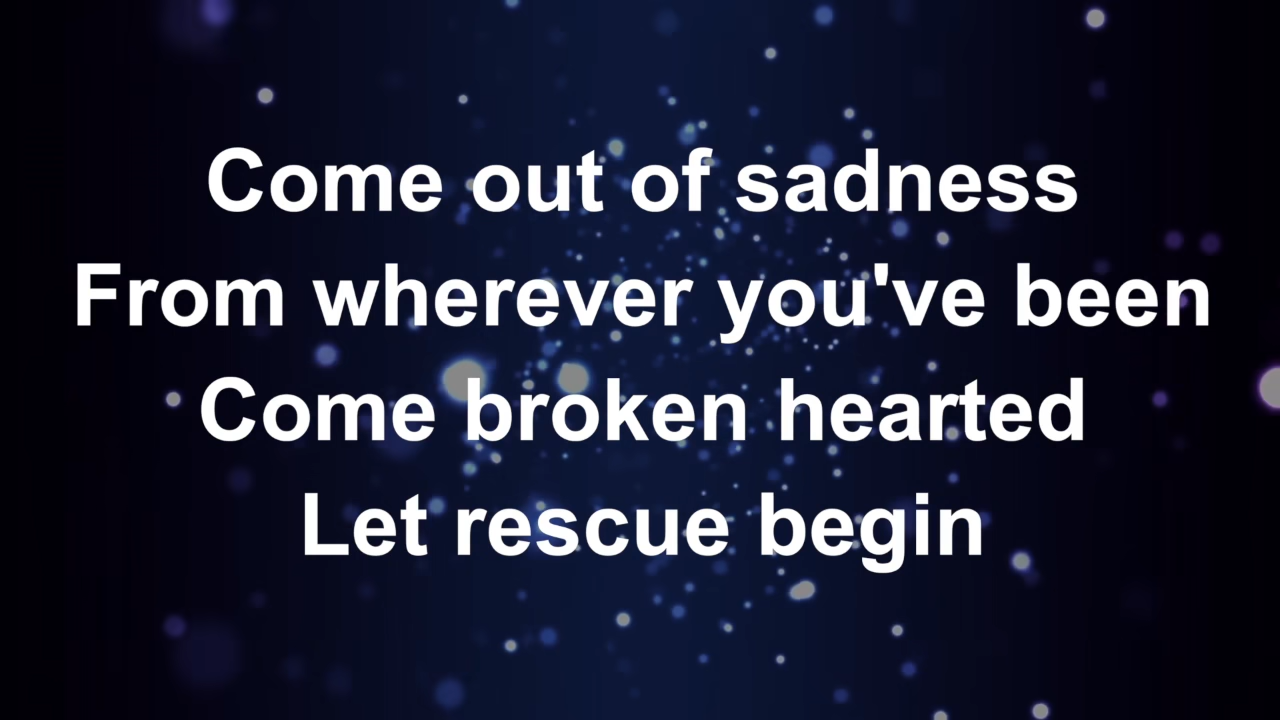 Come out of sadness
From wherever you've been
Come broken hearted
Let rescue begin